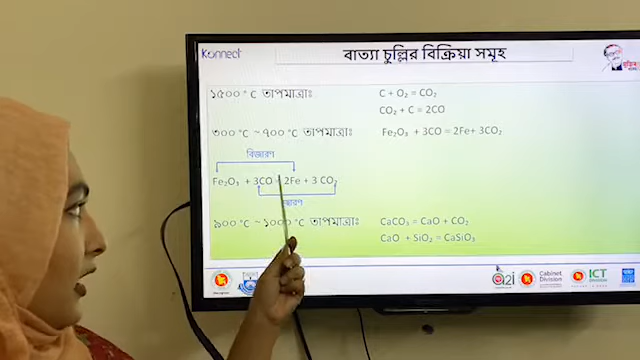 Konnect
বাত্যা চুল্লির বিক্রিয়া সমূহ
১৫০০ °C তাপমাত্রাঃ
C + O₂ = CO₂
CO₂ + C = 2CO
৩০০ °C ~ ৭০০ °C তাপমাত্রাঃ
Fe₂O₃ + 3CO = 2Fe+ 3CO₂
বিজারণ
Fe₂O₃ + 3CO 2Fe + 3 CO₂
৯০০ °C ~ ১০০০ °C তাপমাত্রাঃ
CaCO₃ = CaO + CO₂
CaO + SiO₂ = CaSiO₃
a2i
Cabinet Division
ICT DIVISION